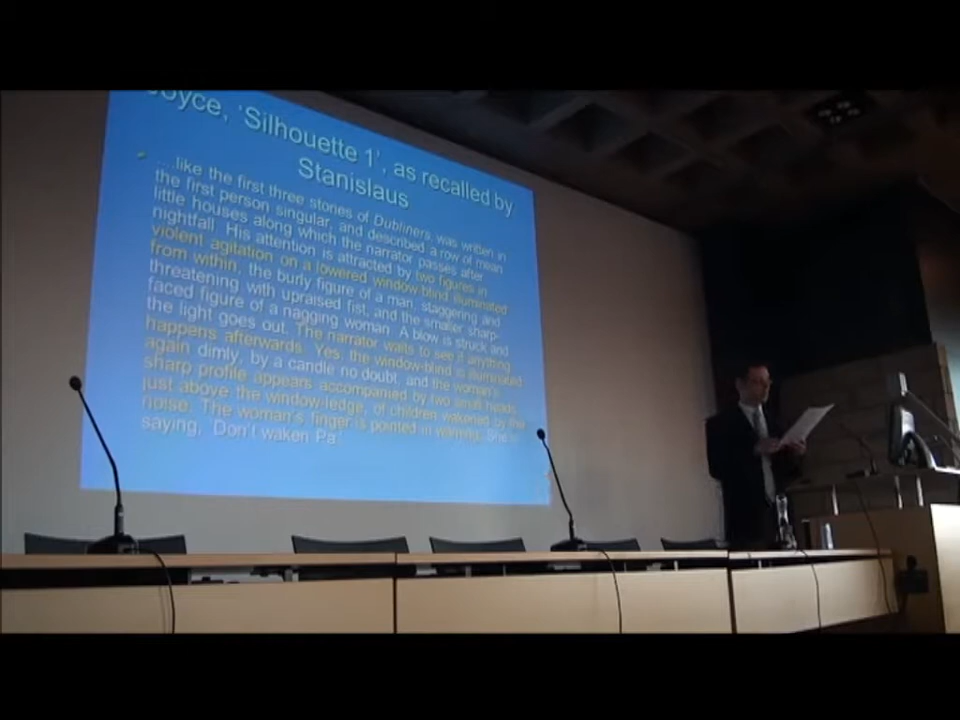 Joyce, ‘Silhouette 1’, as recalled by
Stanislaus
....like the first three stories of Dubliners, was written in
the first person singular, and described a row of mean
little houses along which the narrator passes after
nightfall. His attention is attracted by two figures in
violent agitation on a lowered window-blind illuminated
from within, the burly figure of a man, staggering and
threatening with upraised fist, and the smaller sharp-
faced figure of a nagging woman. A blow is struck and
the light goes out. The narrator waits to see if anything
happens afterwards. Yes, the window-blind is illuminated
again dimly, by a candle no doubt, and the woman's
sharp profile appears accompanied by two small heads,
just above the window-ledge, of children wakened by the
noise. The woman's finger is pointed in warning. She is
saying, ‘Don't waken Pa’.